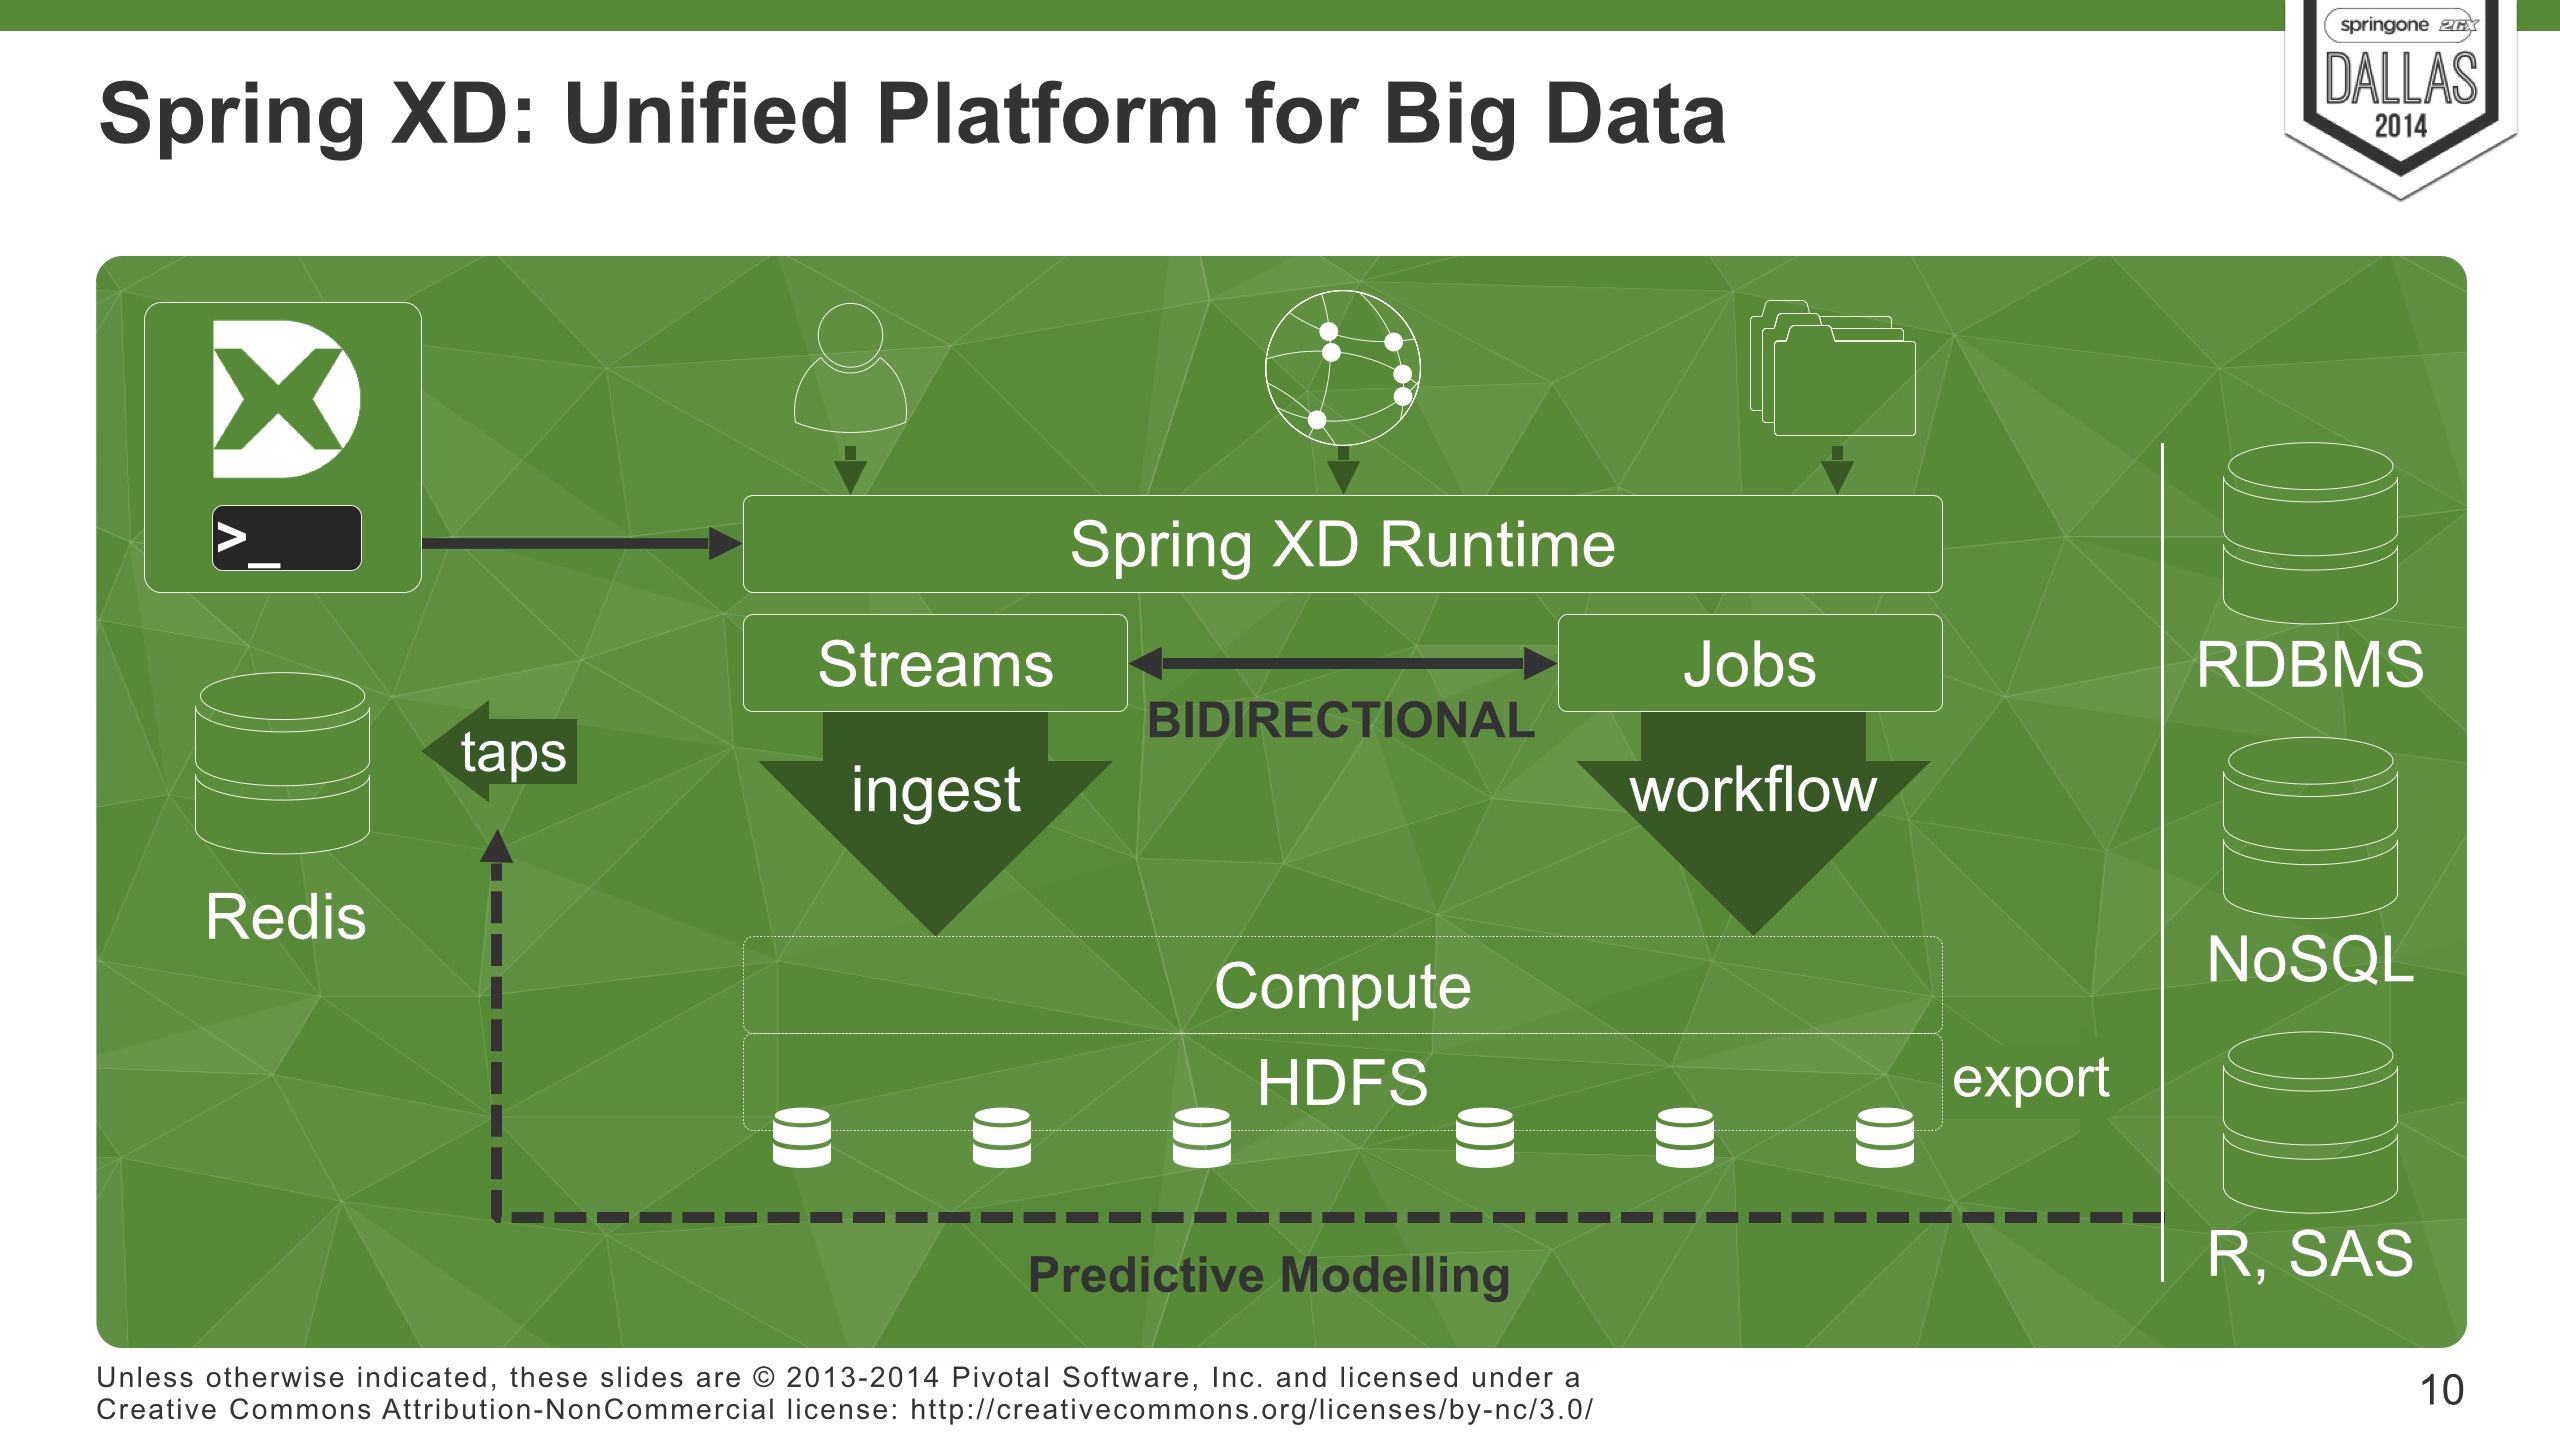 springone 2GX
DALLAS
2014
Spring XD: Unified Platform for Big Data
>_
Spring XD Runtime
Streams
Jobs
BIDIRECTIONAL
RDBMS
taps
ingest
workflow
Redis
NoSQL
Compute
HDFS
export
R, SAS
Predictive Modelling
Unless otherwise indicated, these slides are © 2013-2014 Pivotal Software, Inc. and licensed under a
Creative Commons Attribution-NonCommercial license: http://creativecommons.org/licenses/by-nc/3.0/
10